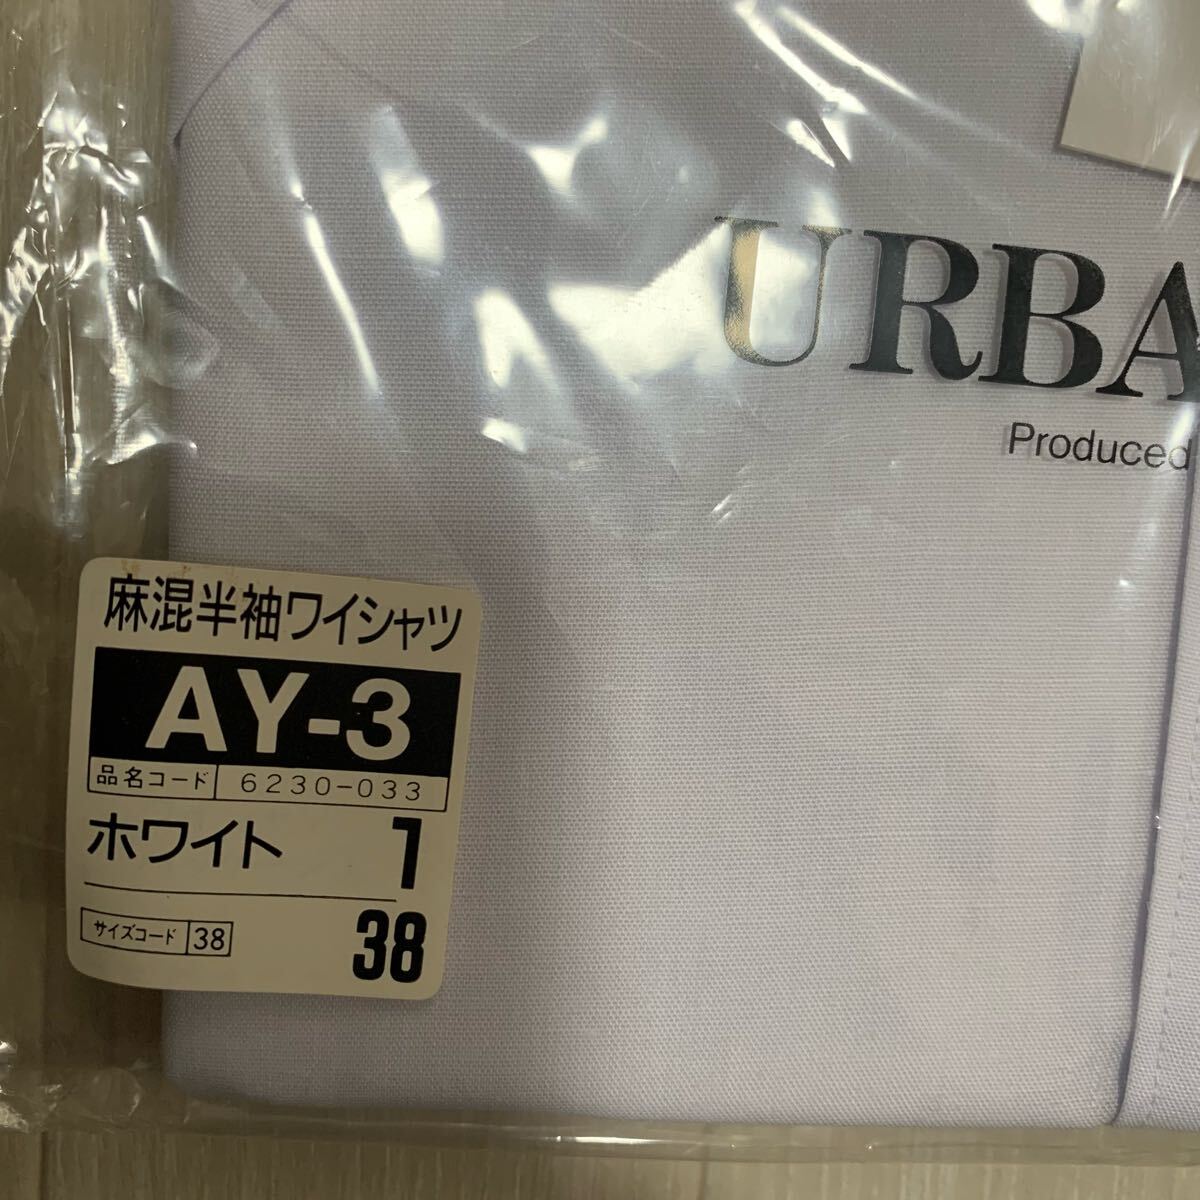 URBA
Produced
麻混半袖ワイシャツ
AY-3
品名コード 6230-033
ホワイト 1
サイズコード 38 38